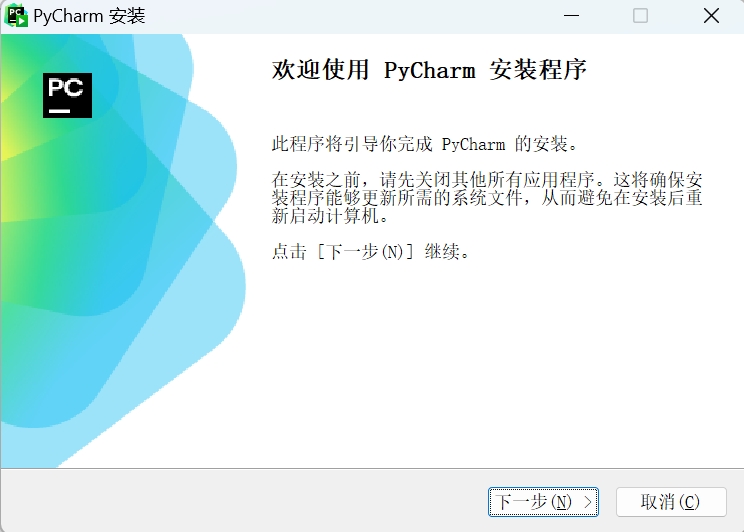 PyCharm 安装
PC
欢迎使用 PyCharm 安装程序
此程序将引导你完成 PyCharm 的安装。
在安装之前，请先关闭其他所有应用程序。这将确保安
装程序能够更新所需的系统文件，从而避免在安装后重
新启动计算机。
点击 [下一步(N)] 继续。
下一步(N) >
取消(C)